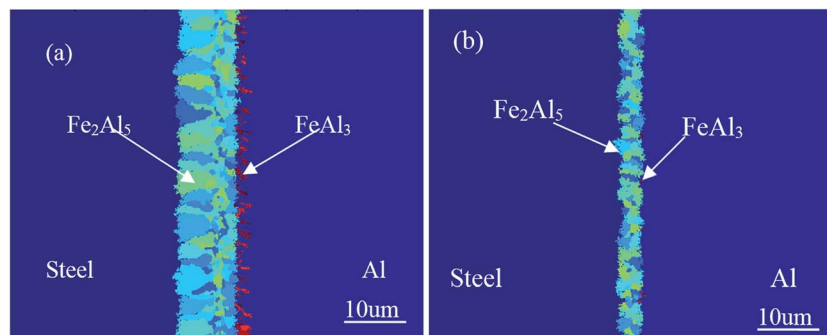 (a)
Fe₂Al₅
FeAl₃
Steel
Al
10um
(b)
Fe₂Al₅
FeAl₃
Steel
Al
10um